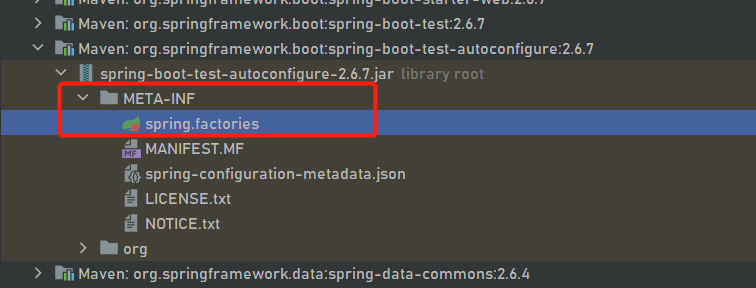 Maven: org.springframework.boot:spring-boot-starter-web:2.6.7
Maven: org.springframework.boot:spring-boot-test:2.6.7
Maven: org.springframework.boot:spring-boot-test-autoconfigure:2.6.7
spring-boot-test-autoconfigure-2.6.7.jar library root
META-INF
spring.factories
MF MANIFEST.MF
spring-configuration-metadata.json
LICENSE.txt
NOTICE.txt
org
Maven: org.springframework.data:spring-data-commons:2.6.4